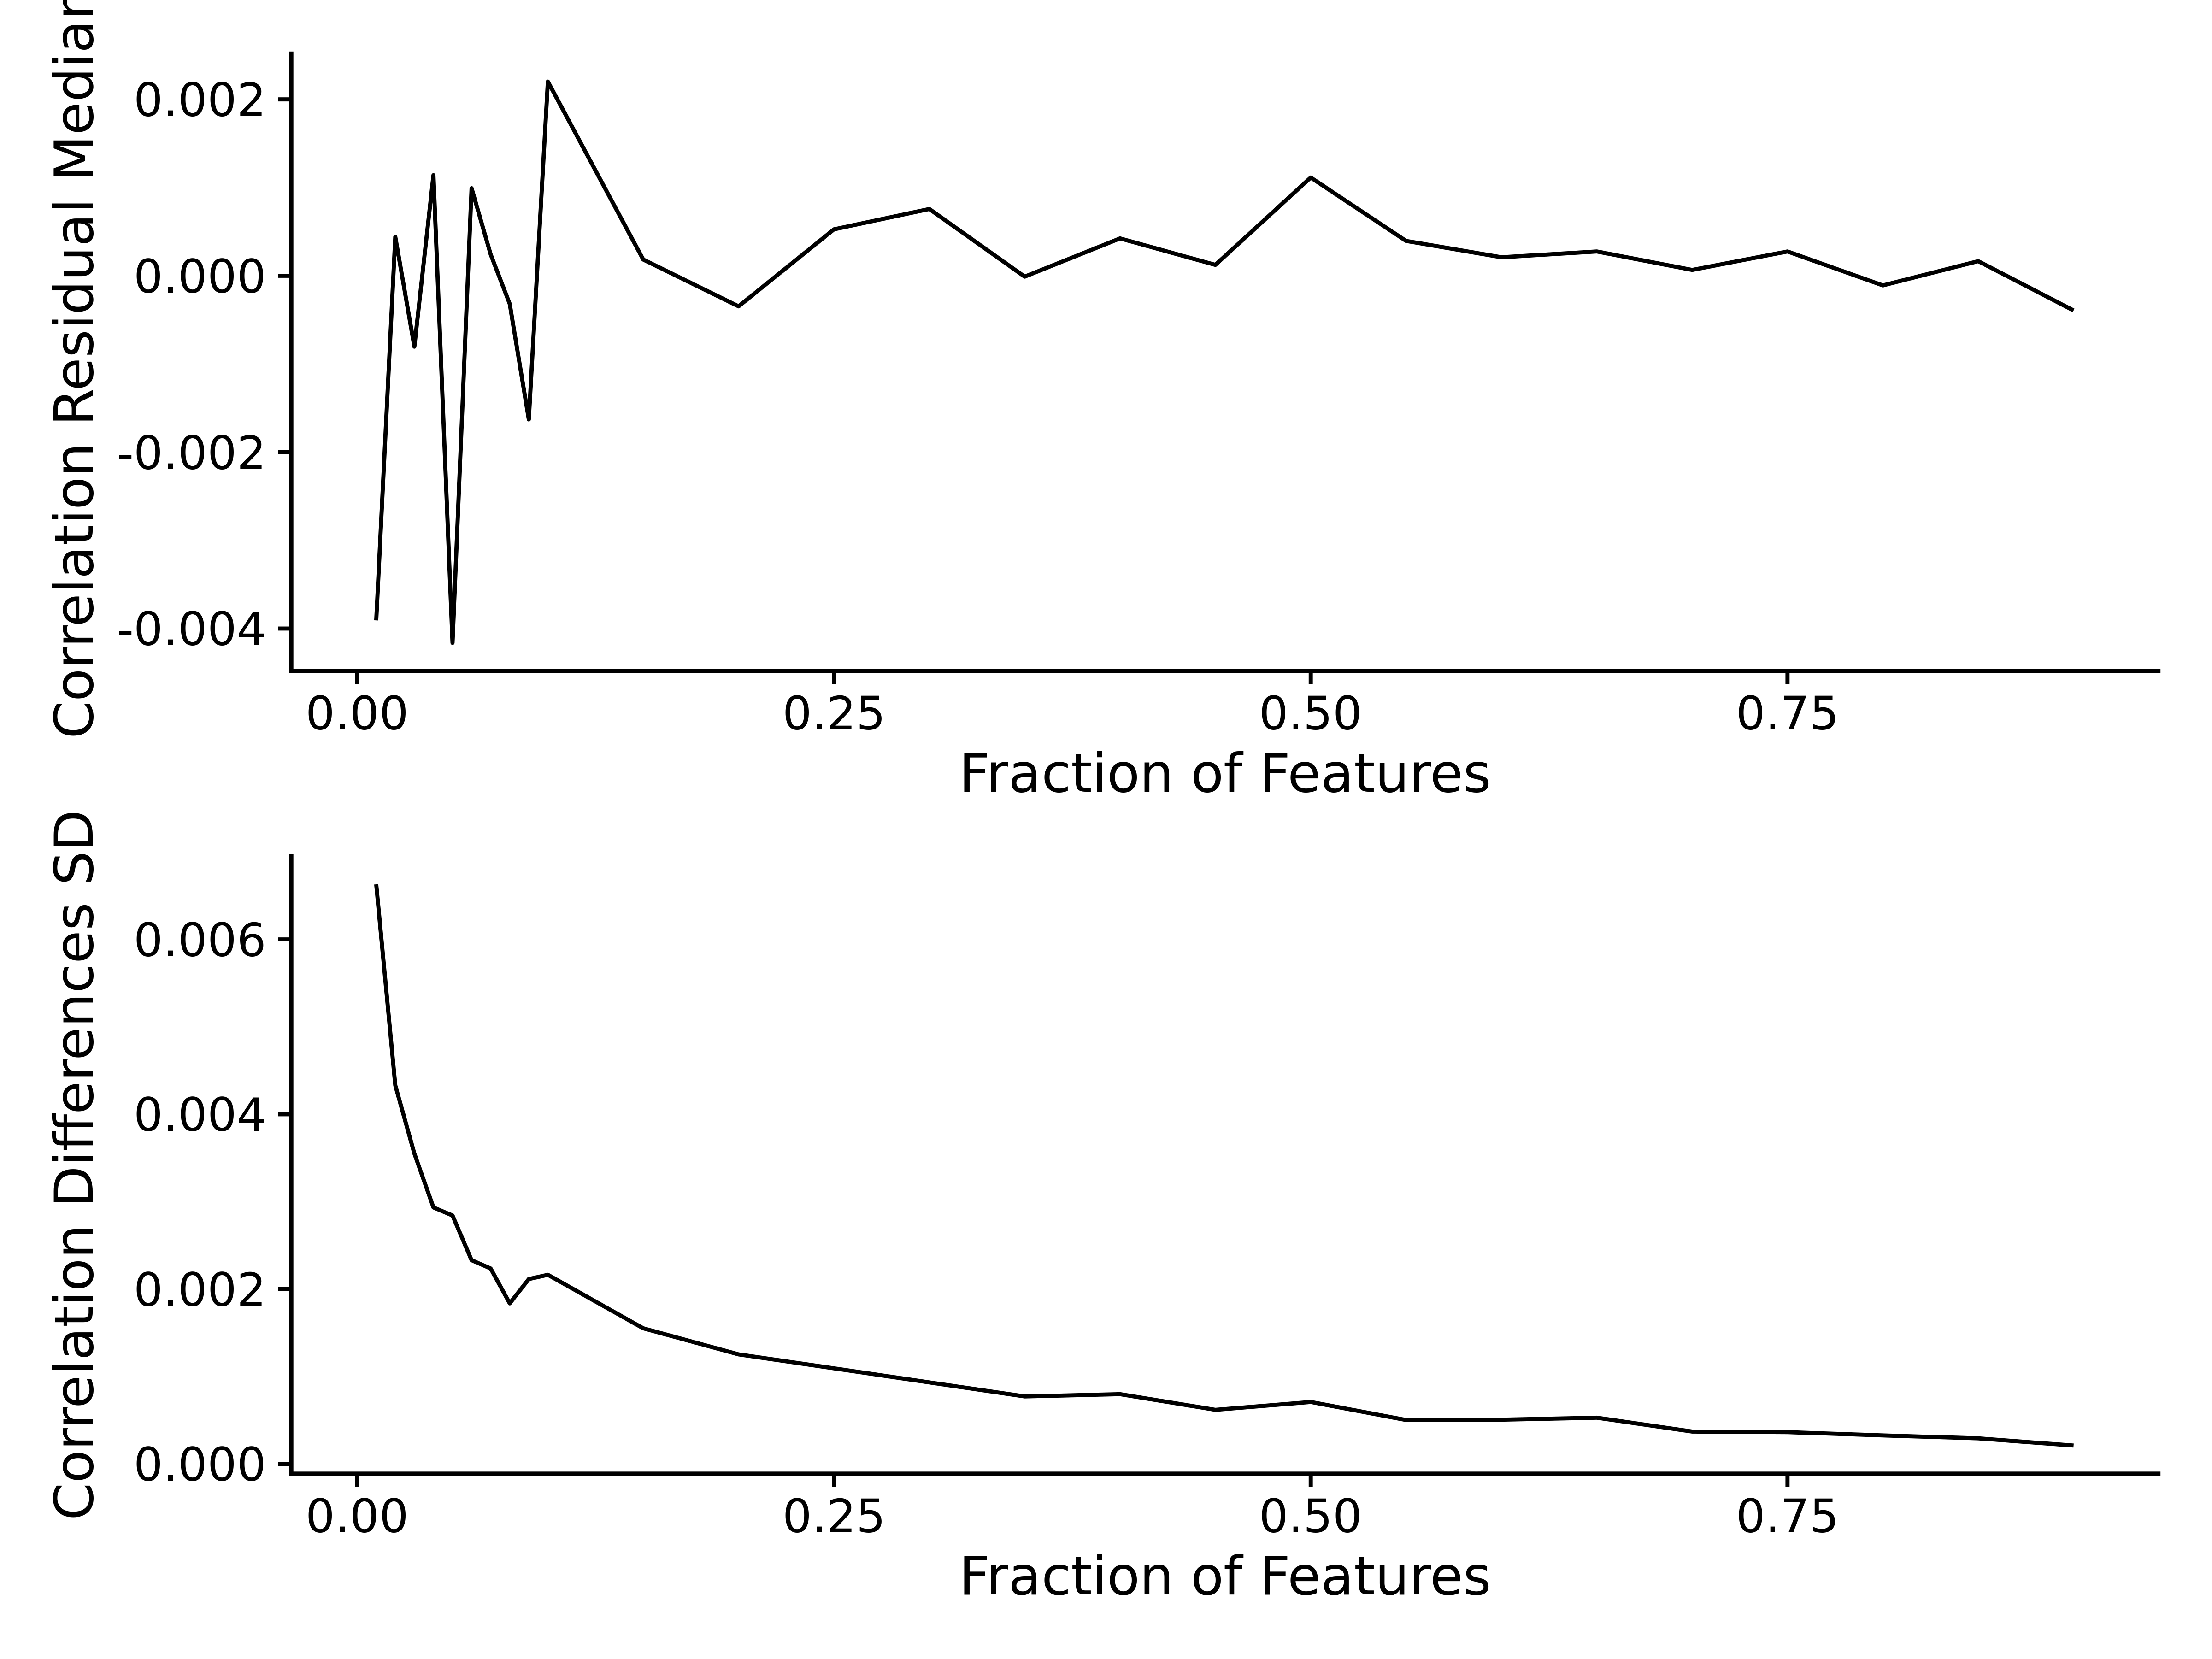 Correlation Residual Median
0.002
0.000
-0.002
-0.004
0.00 0.25 0.50 0.75
Fraction of Features
Correlation Differences SD
0.006
0.004
0.002
0.000
0.00 0.25 0.50 0.75
Fraction of Features